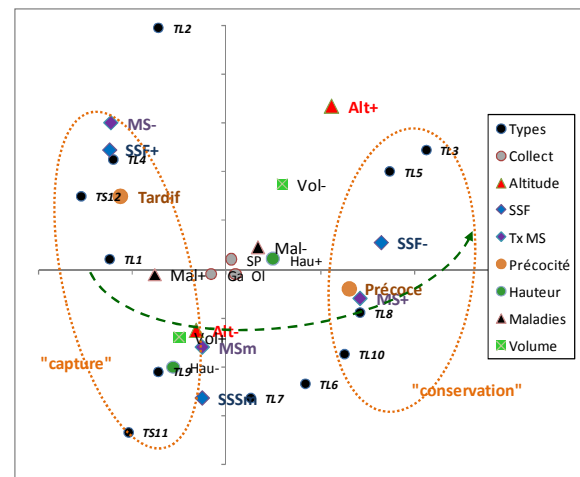 TL2
Alt+
MS-
SSF+
TL4
TL3
TL5
Vol-
TS12
Tardif
SSF-
Mal-
TL1
SP
Hau+
Mal+
Ga
Ol
Précoce
MS+
TL8
Alt-
Vol+
MSm
"capture"
Hau-
TL9
TL10
"conservation"
SSSm
TL7
TL6
TS11
Types
Collect
Altitude
SSF
Tx MS
Précocité
Hauteur
Maladies
Volume